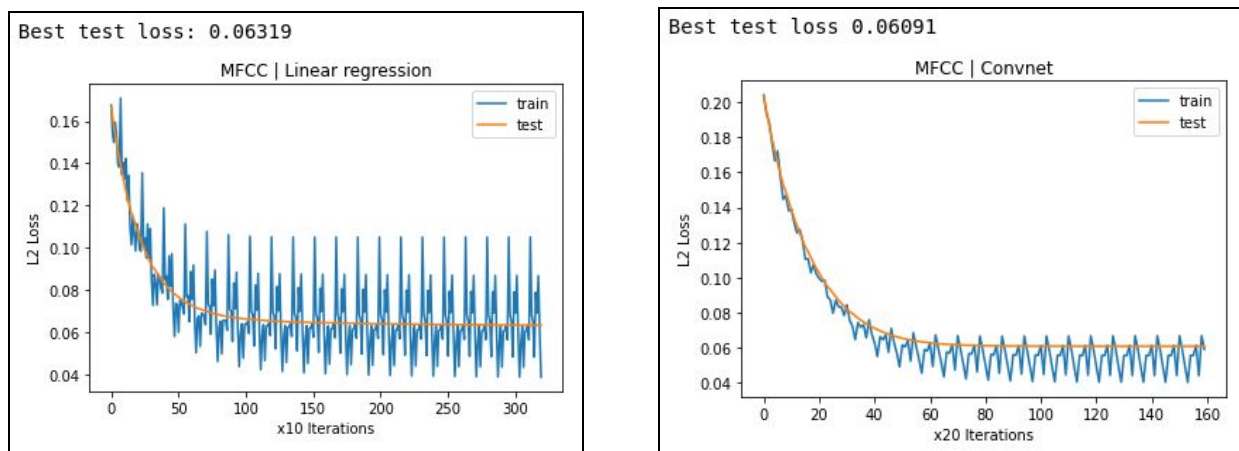 Best test loss: 0.06319
MFCC | Linear regression
train
test
0.16
0.14
0.12
0.10
0.08
0.06
0.04
L2 Loss
0
50
100
150
200
250
300
x10 Iterations
Best test loss 0.06091
MFCC | Convnet
train
test
0.20
0.18
0.16
0.14
0.12
0.10
0.08
0.06
0.04
L2 Loss
0
20
40
60
80
100
120
140
160
x20 Iterations